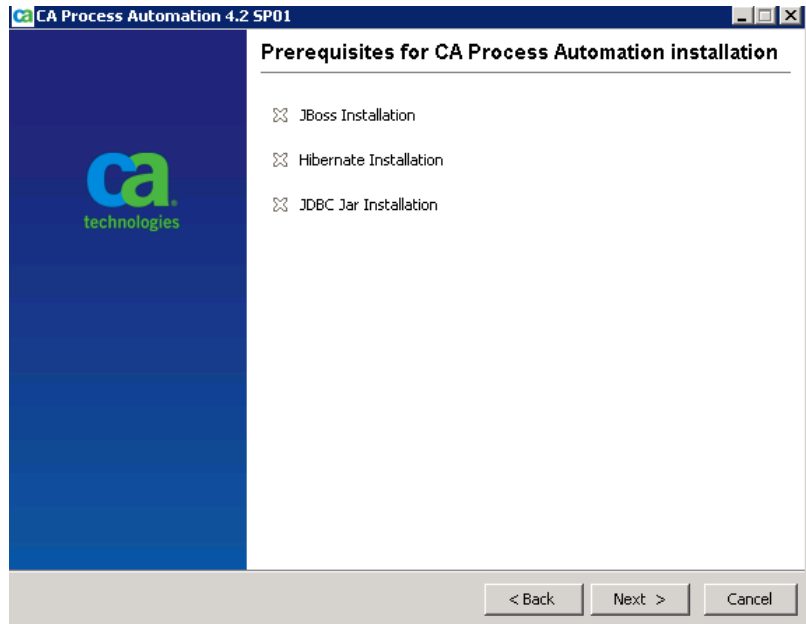 CA Process Automation 4.2 SP01
Prerequisites for CA Process Automation installation
JBoss Installation
Hibernate Installation
JDBC Jar Installation
ca
technologies
< Back
Next >
Cancel